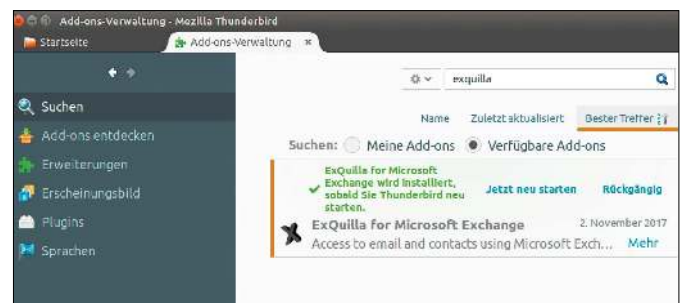 Add-ons-Verwaltung - Mozilla Thunderbird
Startseite
Add-ons-Verwaltung
exquilla
Suchen
Add-ons entdecken
Erweiterungen
Erscheinungsbild
Plugins
Sprachen
Name Zuletzt aktualisiert Bester Treffer
Suchen: Meine Add-ons Verfügbare Add-ons
ExQuilla for Microsoft
Exchange wird installiert,
sobald Sie Thunderbird neu
starten.
Jetzt neu starten Rückgängig
ExQuilla for Microsoft Exchange 2. November 2017
Access to email and contacts using Microsoft Exch... Mehr